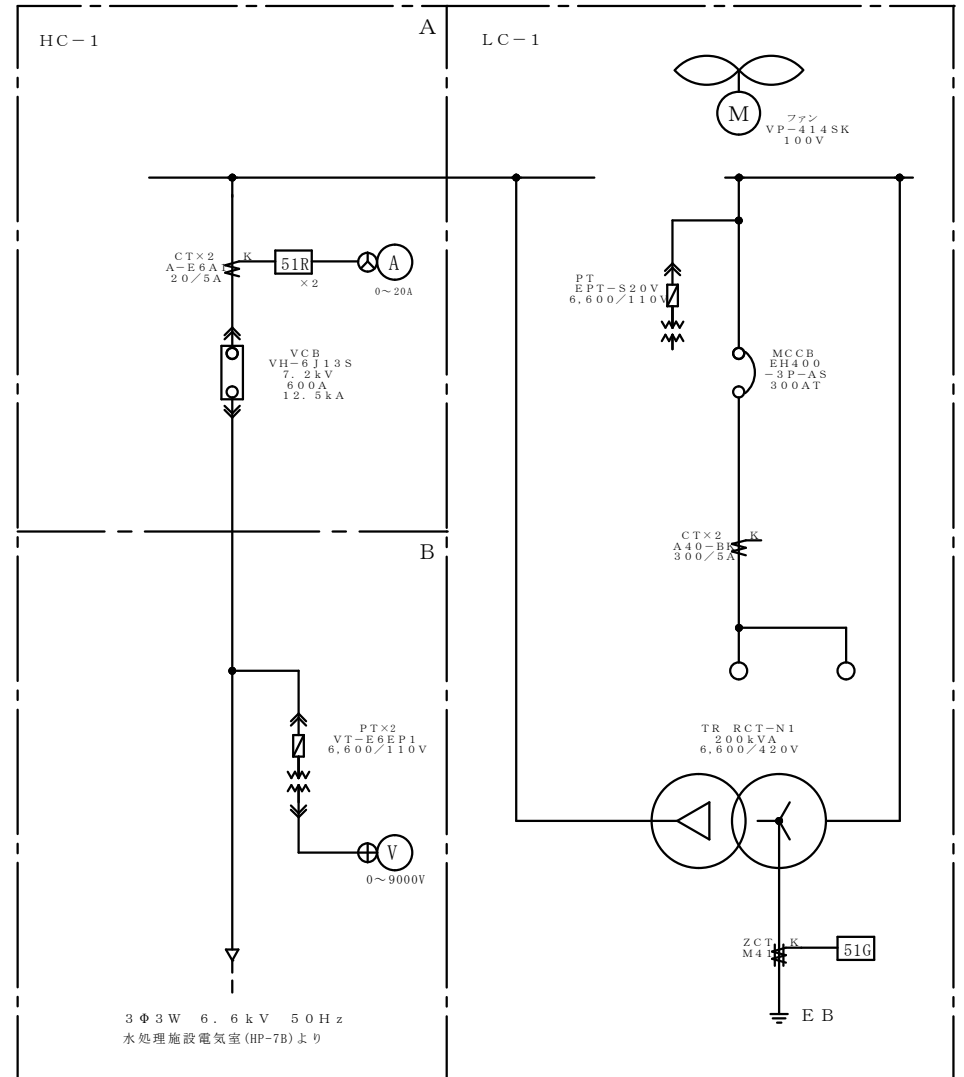 HC-1
A
CT×2
A-E6A1
20/5A
K
51R
×2
A
0~20A
VCB
VH-6J13S
7.2kV
600A
12.5kA
B
PT×2
VT-E6EP1
6,600/110V
V
0~9000V
3Φ3W 6.6kV 50Hz
水処理施設電気室(HP-7B)より
LC-1
M
ファン
VP-414SK
100V
PT
EPT-S20V
6,600/110V
MCCB
EH400
-3P-AS
300AT
CT×2
A40-BK
300/5A
K
TR RCT-N1
200kVA
6,600/420V
ZCT
M41
K
51G
EB